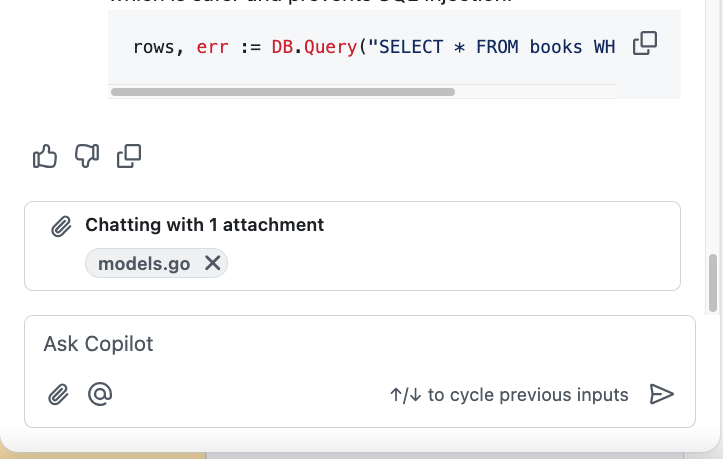 which is safer and prevents SQL injection:
rows, err := DB.Query("SELECT * FROM books WH
Chatting with 1 attachment
models.go
Ask Copilot
↑/↓ to cycle previous inputs